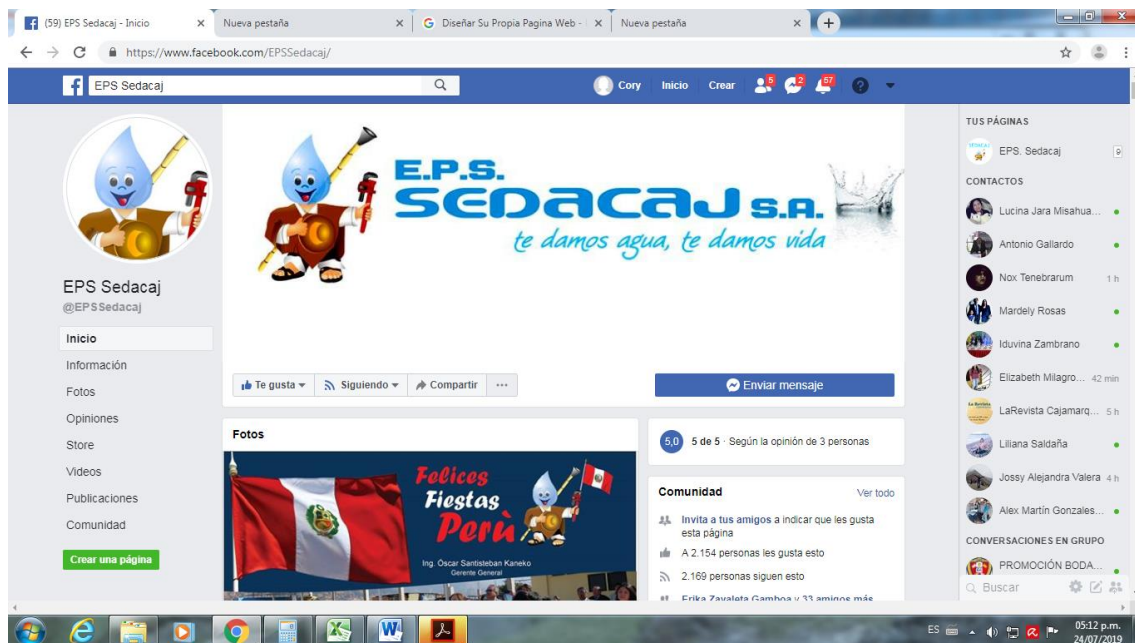 (59) EPS Sedacaj - Inicio
Nueva pestaña
Diseñar Su Propia Pagina Web -
Nueva pestaña
https://www.facebook.com/EPSSedacaj/
EPS Sedacaj
Cory
Inicio
Crear
5
2
57
EPS Sedacaj
@EPSSedacaj
Inicio
Información
Fotos
Opiniones
Store
Videos
Publicaciones
Comunidad
Crear una página
E.P.S.
SEDACAJ S.A.
te damos agua, te damos vida
Te gusta
Siguiendo
Compartir
Enviar mensaje
Fotos
Felices
Fiestas
Perù
Ing. Oscar Santisteban Kaneko
Gerente General
5,0
5 de 5 · Según la opinión de 3 personas
Comunidad
Ver todo
Invita a tus amigos a indicar que les gusta
esta página
A 2.154 personas les gusta esto
2.169 personas siguen esto
Erika Zavaleta Gamboa y 33 amigos más
TUS PÁGINAS
EPS. Sedacaj
9
CONTACTOS
Lucina Jara Misahua...
Antonio Gallardo
Nox Tenebrarum 1 h
Mardely Rosas
Iduvina Zambrano
Elizabeth Milagro... 42 min
LaRevista Cajamarq... 5 h
Liliana Saldaña
Jossy Alejandra Valera 4 h
Alex Martín Gonzales...
CONVERSACIONES EN GRUPO
PROMOCIÓN BODA...
Buscar
ES
05:12 p.m.
24/07/2019